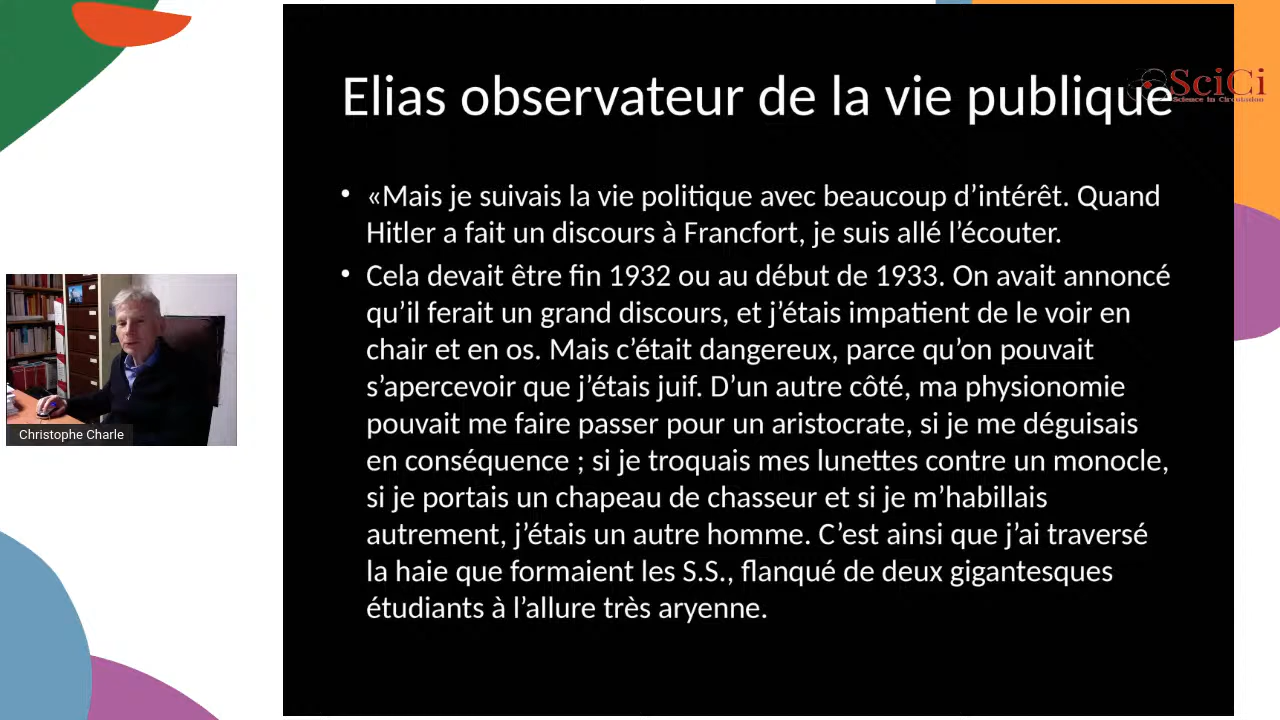 Elias observateur de la vie publique
SciCi
Science in Circulation
• «Mais je suivais la vie politique avec beaucoup d’intérêt. Quand
Hitler a fait un discours à Francfort, je suis allé l’écouter.
• Cela devait être fin 1932 ou au début de 1933. On avait annoncé
qu’il ferait un grand discours, et j’étais impatient de le voir en
chair et en os. Mais c’était dangereux, parce qu’on pouvait
s’apercevoir que j’étais juif. D’un autre côté, ma physionomie
pouvait me faire passer pour un aristocrate, si je me déguisais
en conséquence ; si je troquais mes lunettes contre un monocle,
si je portais un chapeau de chasseur et si je m’habillais
autrement, j’étais un autre homme. C’est ainsi que j’ai traversé
la haie que formaient les S.S., flanqué de deux gigantesques
étudiants à l’allure très aryenne.
Christophe Charle